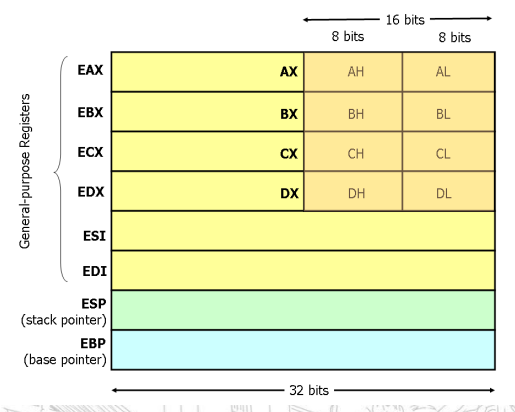 16 bits
8 bits 8 bits
General-purpose Registers
EAX AX AH AL
EBX BX BH BL
ECX CX CH CL
EDX DX DH DL
ESI
EDI
ESP
(stack pointer)
EBP
(base pointer)
32 bits